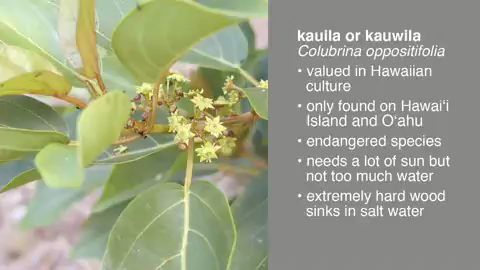 kauila or kauwila
Colubrina oppositifolia
• valued in Hawaiian
culture
• only found on Hawaiʻi
Island and Oʻahu
• endangered species
• needs a lot of sun but
not too much water
• extremely hard wood
sinks in salt water